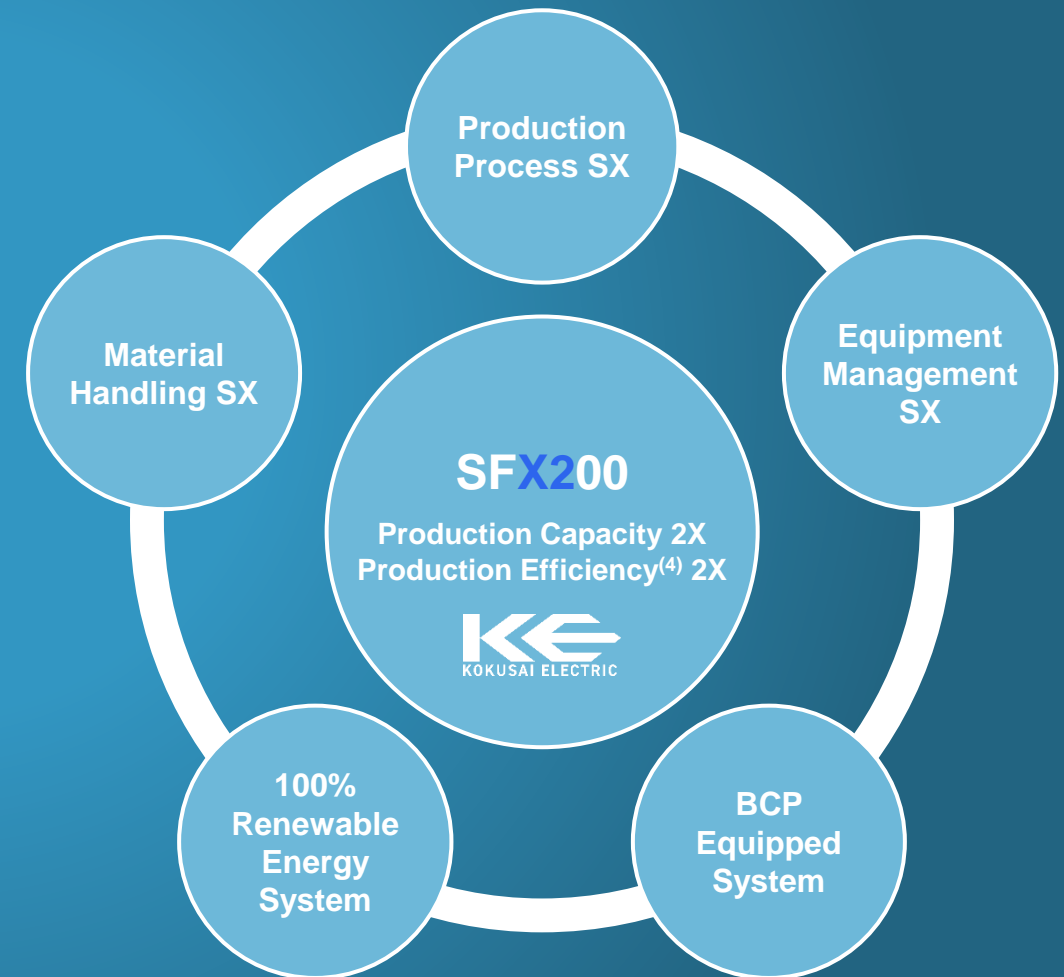 Production
Process SX
Material
Handling SX
Equipment
Management
SX
SFX200
Production Capacity 2X
Production Efficiency(4) 2X
KE
KOKUSAI ELECTRIC
100%
Renewable
Energy
System
BCP
Equipped
System